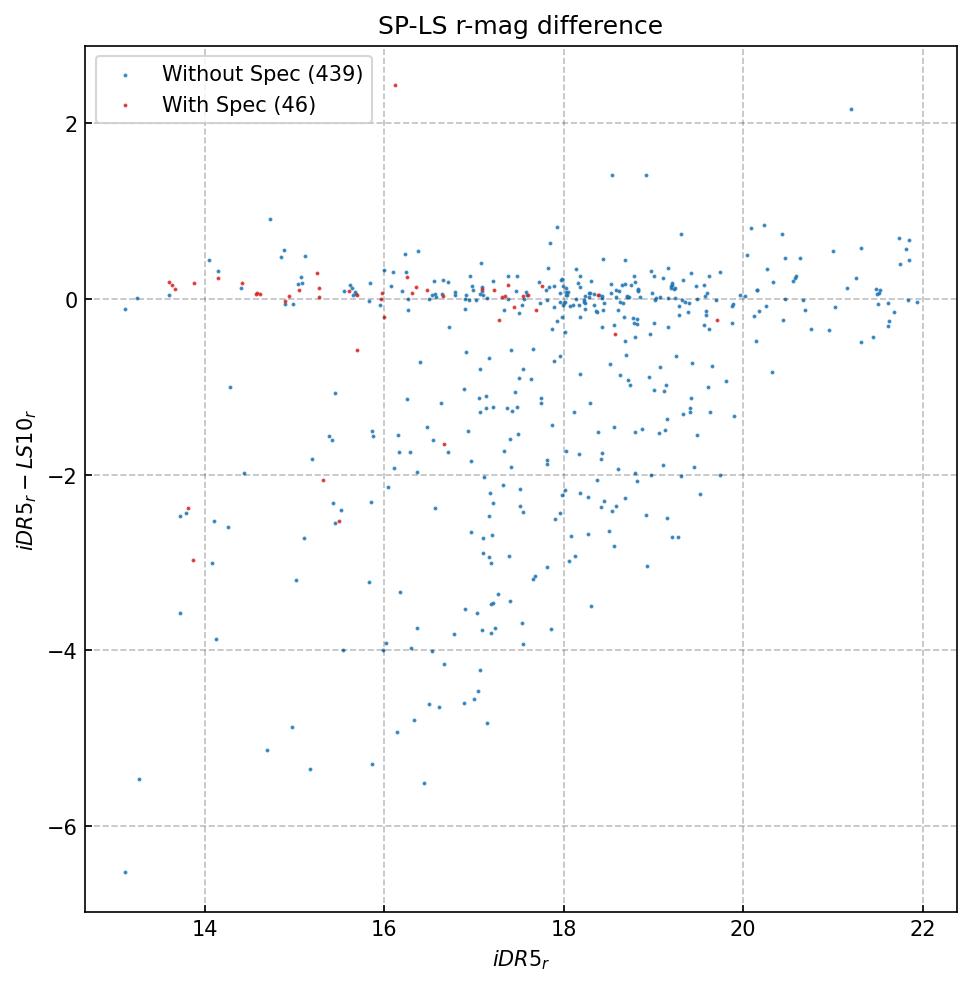 SP-LS r-mag difference
Without Spec (439)
With Spec (46)
2
0
−2
−4
−6
iDR5r − LS10r
14 16 18 20 22
iDR5r